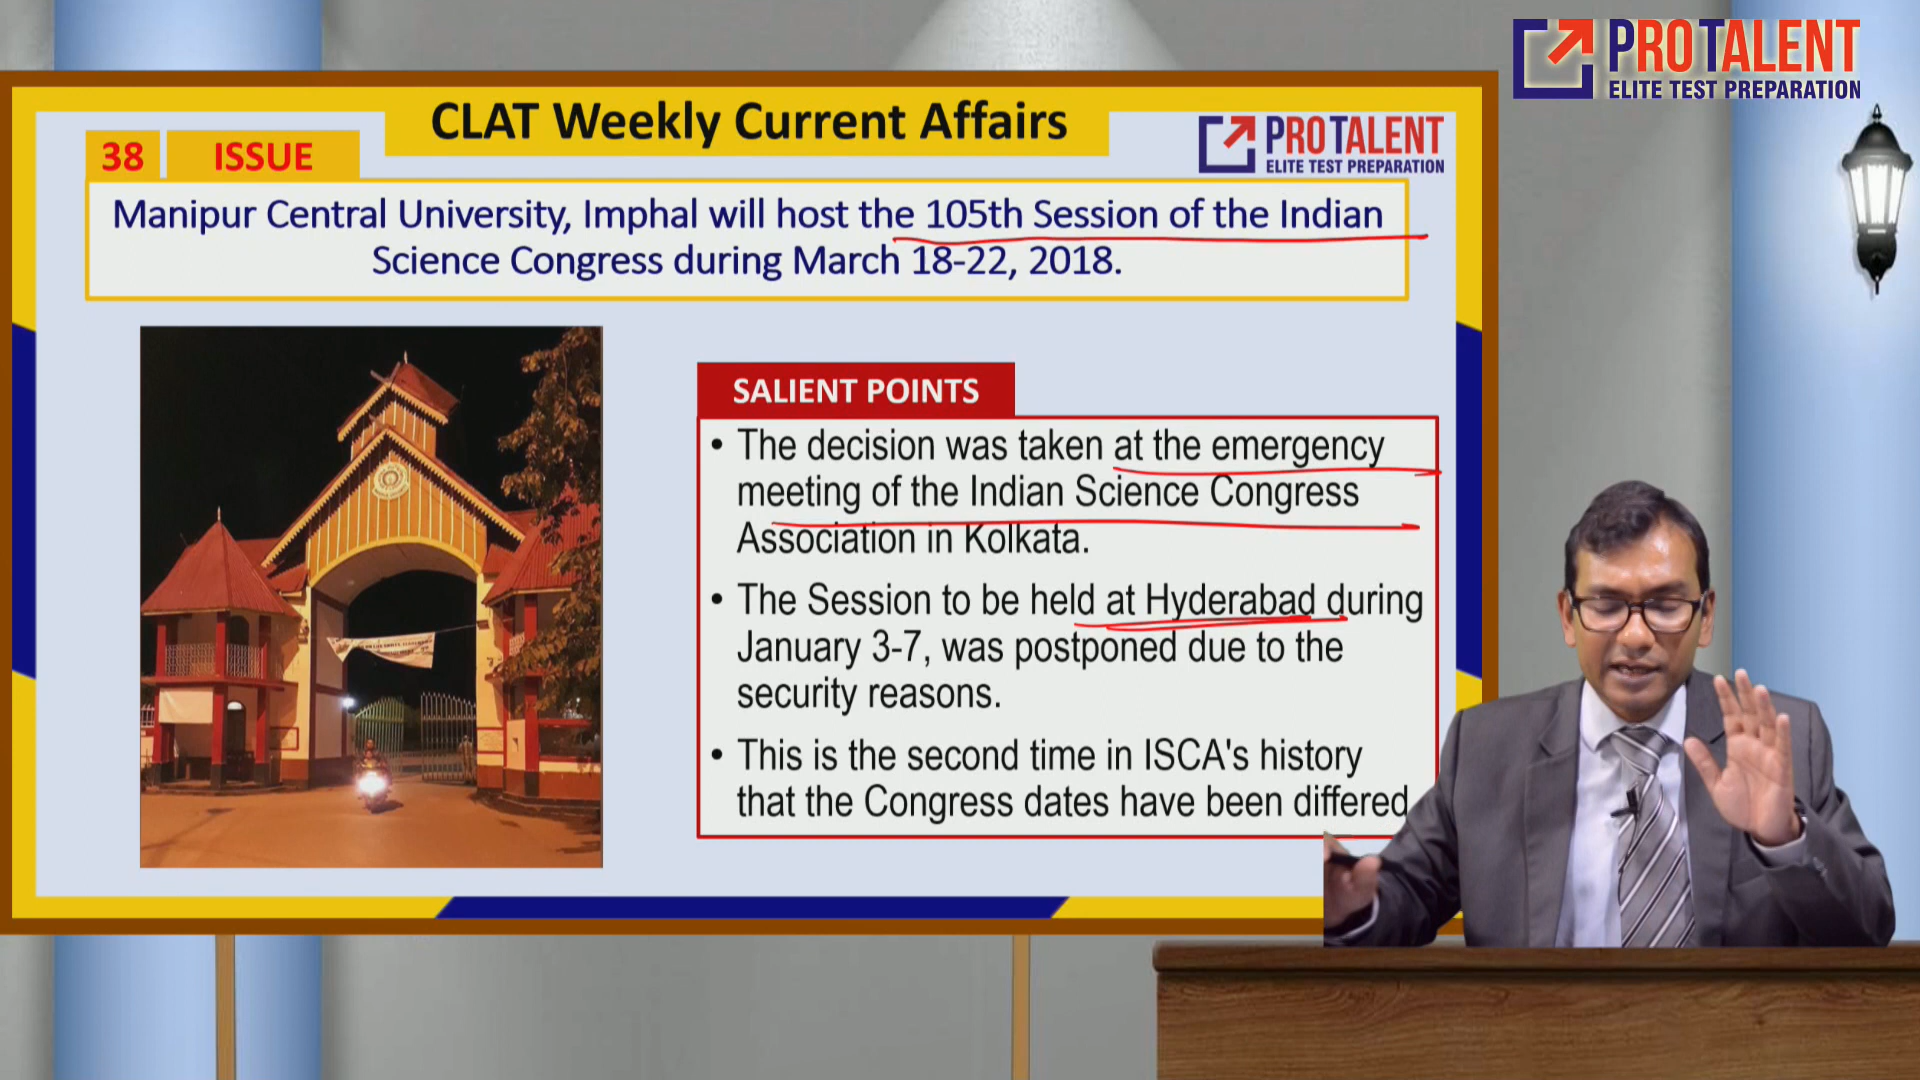 PROTALENT
ELITE TEST PREPARATION
CLAT Weekly Current Affairs
38 ISSUE
PROTALENT
ELITE TEST PREPARATION
Manipur Central University, Imphal will host the 105th Session of the Indian
Science Congress during March 18-22, 2018.
SALIENT POINTS
• The decision was taken at the emergency
meeting of the Indian Science Congress
Association in Kolkata.
• The Session to be held at Hyderabad during
January 3-7, was postponed due to the
security reasons.
• This is the second time in ISCA's history
that the Congress dates have been differed